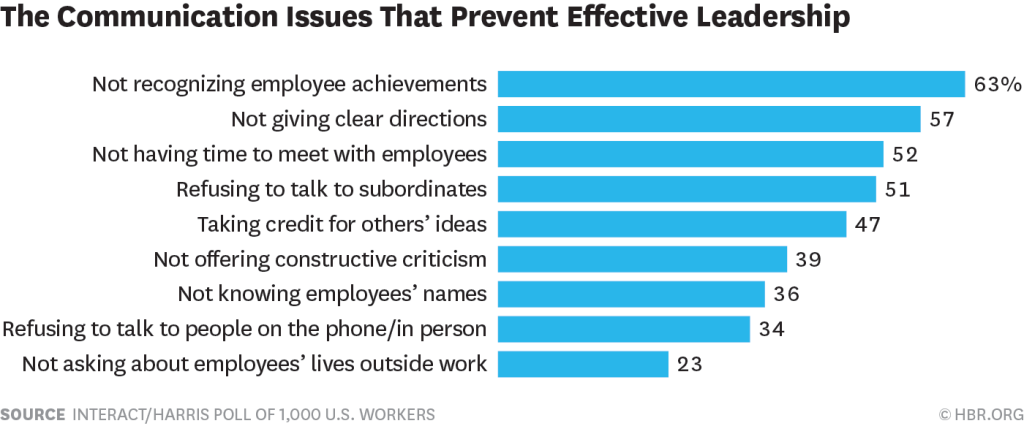 The Communication Issues That Prevent Effective Leadership
Not recognizing employee achievements 63%
Not giving clear directions 57
Not having time to meet with employees 52
Refusing to talk to subordinates 51
Taking credit for others’ ideas 47
Not offering constructive criticism 39
Not knowing employees’ names 36
Refusing to talk to people on the phone/in person 34
Not asking about employees’ lives outside work 23
SOURCE INTERACT/HARRIS POLL OF 1,000 U.S. WORKERS © HBR.ORG